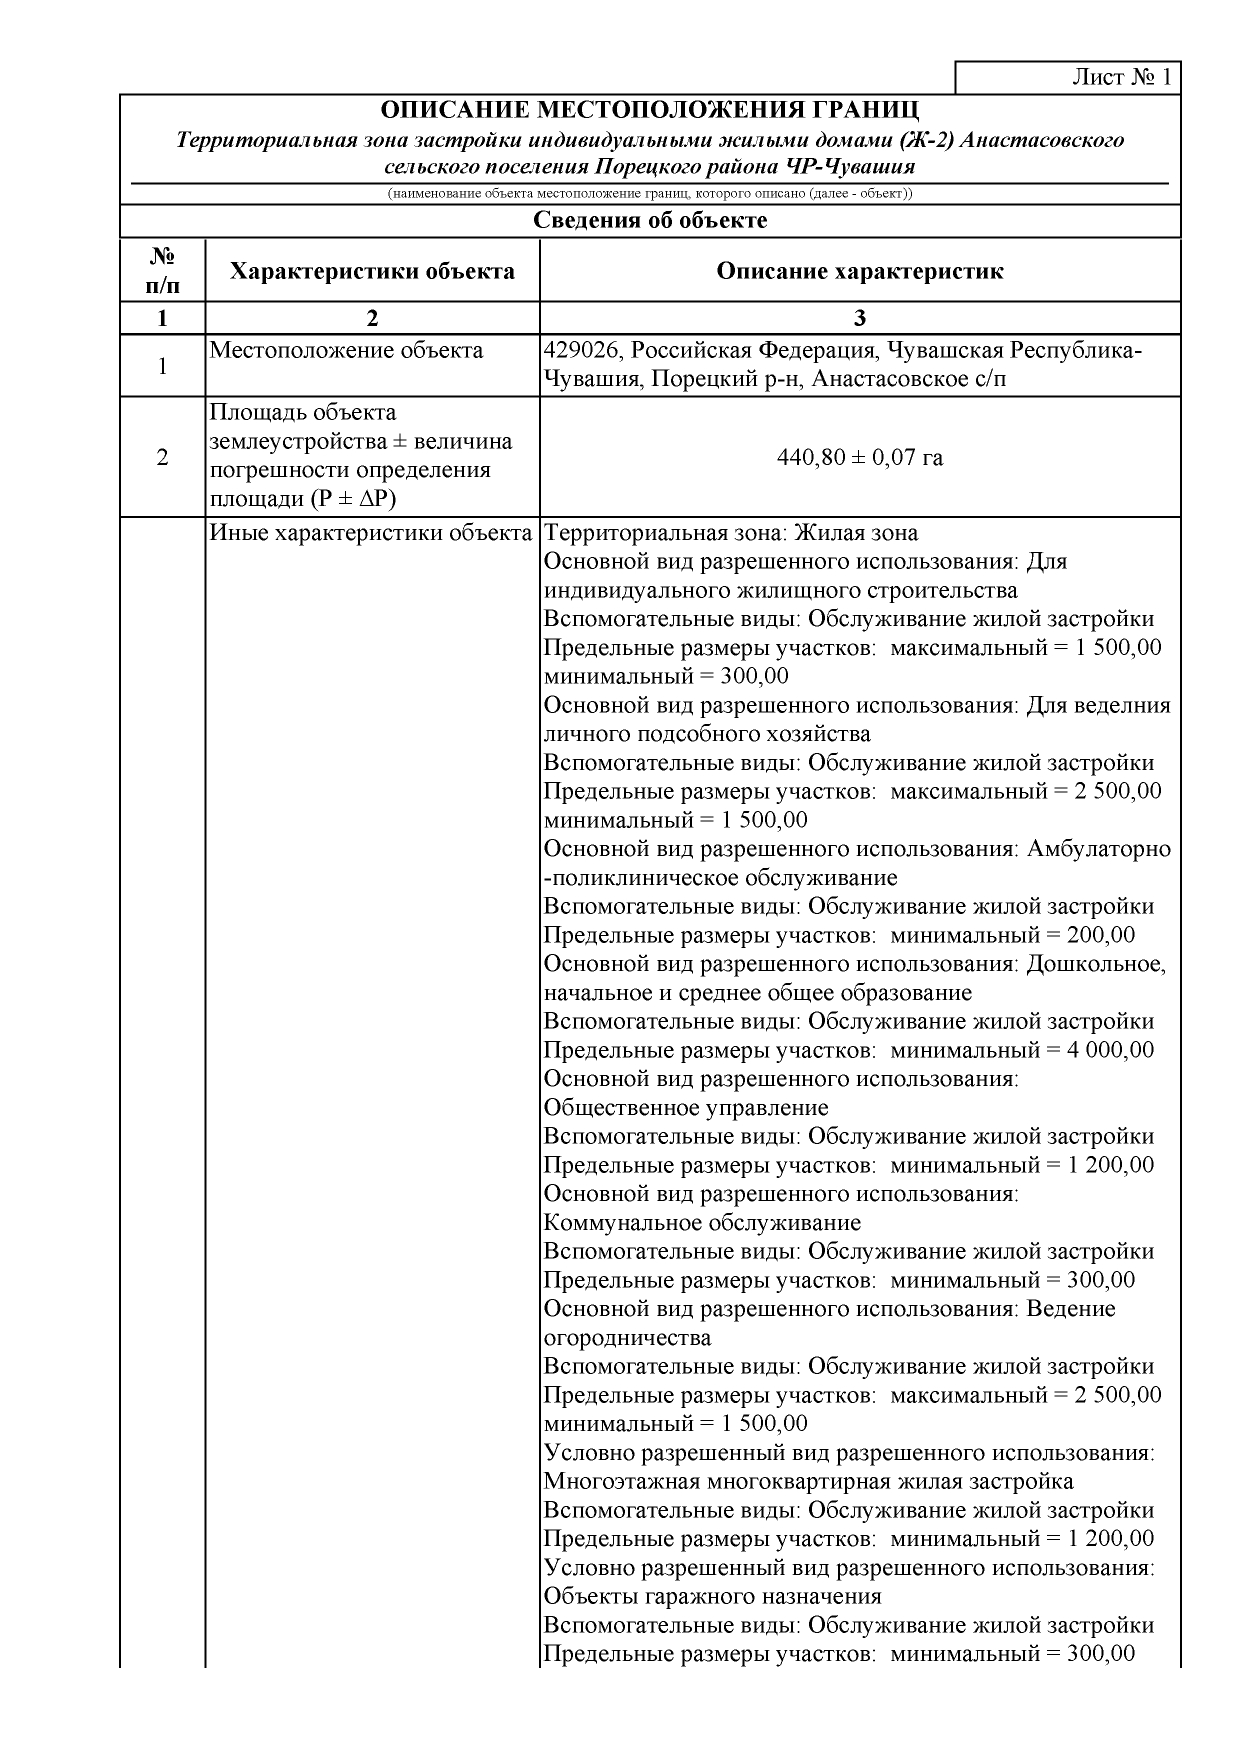 Лист № 1
ОПИСАНИЕ МЕСТОПОЛОЖЕНИЯ ГРАНИЦ
Территориальная зона застройки индивидуальными жилыми домами (Ж-2) Анастасовского
сельского поселения Порецкого района ЧР-Чувашия
(наименование объекта местоположение границ, которого описано (далее - объект))
Сведения об объекте
№
п/п
Характеристики объекта
Описание характеристик
1
2
3
1
Местоположение объекта
429026, Российская Федерация, Чувашская Республика-
Чувашия, Порецкий р-н, Анастасовское с/п
2
Площадь объекта
землеустройства ± величина
погрешности определения
площади (Р ± ∆Р)
440,80 ± 0,07 га
Иные характеристики объекта
Территориальная зона: Жилая зона
Основной вид разрешенного использования: Для
индивидуального жилищного строительства
Вспомогательные виды: Обслуживание жилой застройки
Предельные размеры участков:  максимальный = 1 500,00
минимальный = 300,00
Основной вид разрешенного использования: Для веделния
личного подсобного хозяйства
Вспомогательные виды: Обслуживание жилой застройки
Предельные размеры участков:  максимальный = 2 500,00
минимальный = 1 500,00
Основной вид разрешенного использования: Амбулаторно
-поликлиническое обслуживание
Вспомогательные виды: Обслуживание жилой застройки
Предельные размеры участков:  минимальный = 200,00
Основной вид разрешенного использования: Дошкольное,
начальное и среднее общее образование
Вспомогательные виды: Обслуживание жилой застройки
Предельные размеры участков:  минимальный = 4 000,00
Основной вид разрешенного использования:
Общественное управление
Вспомогательные виды: Обслуживание жилой застройки
Предельные размеры участков:  минимальный = 1 200,00
Основной вид разрешенного использования:
Коммунальное обслуживание
Вспомогательные виды: Обслуживание жилой застройки
Предельные размеры участков:  минимальный = 300,00
Основной вид разрешенного использования: Ведение
огородничества
Вспомогательные виды: Обслуживание жилой застройки
Предельные размеры участков:  максимальный = 2 500,00
минимальный = 1 500,00
Условно разрешенный вид разрешенного использования:
Многоэтажная многоквартирная жилая застройка
Вспомогательные виды: Обслуживание жилой застройки
Предельные размеры участков:  минимальный = 1 200,00
Условно разрешенный вид разрешенного использования:
Объекты гаражного назначения
Вспомогательные виды: Обслуживание жилой застройки
Предельные размеры участков:  минимальный = 300,00